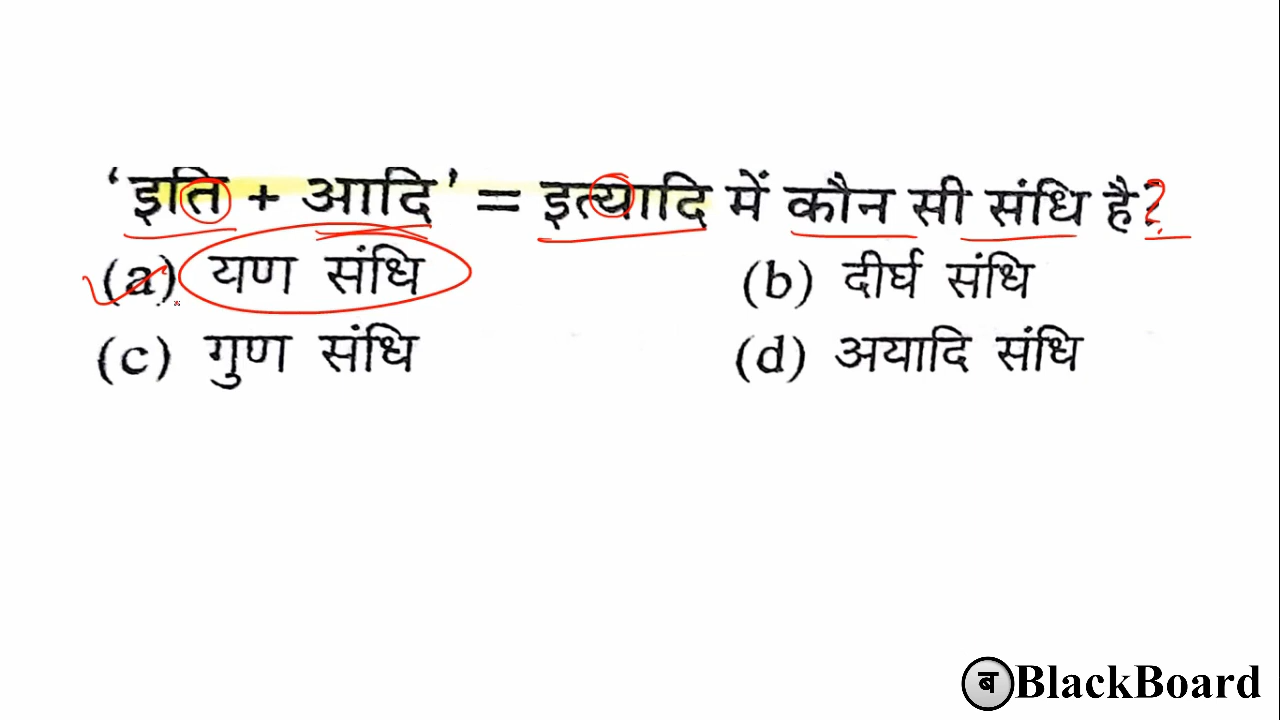 ‘इति + आदि’ = इत्यादि में कौन सी संधि है?
(a) यण संधि (b) दीर्घ संधि
(c) गुण संधि (d) अयादि संधि
ब BlackBoard